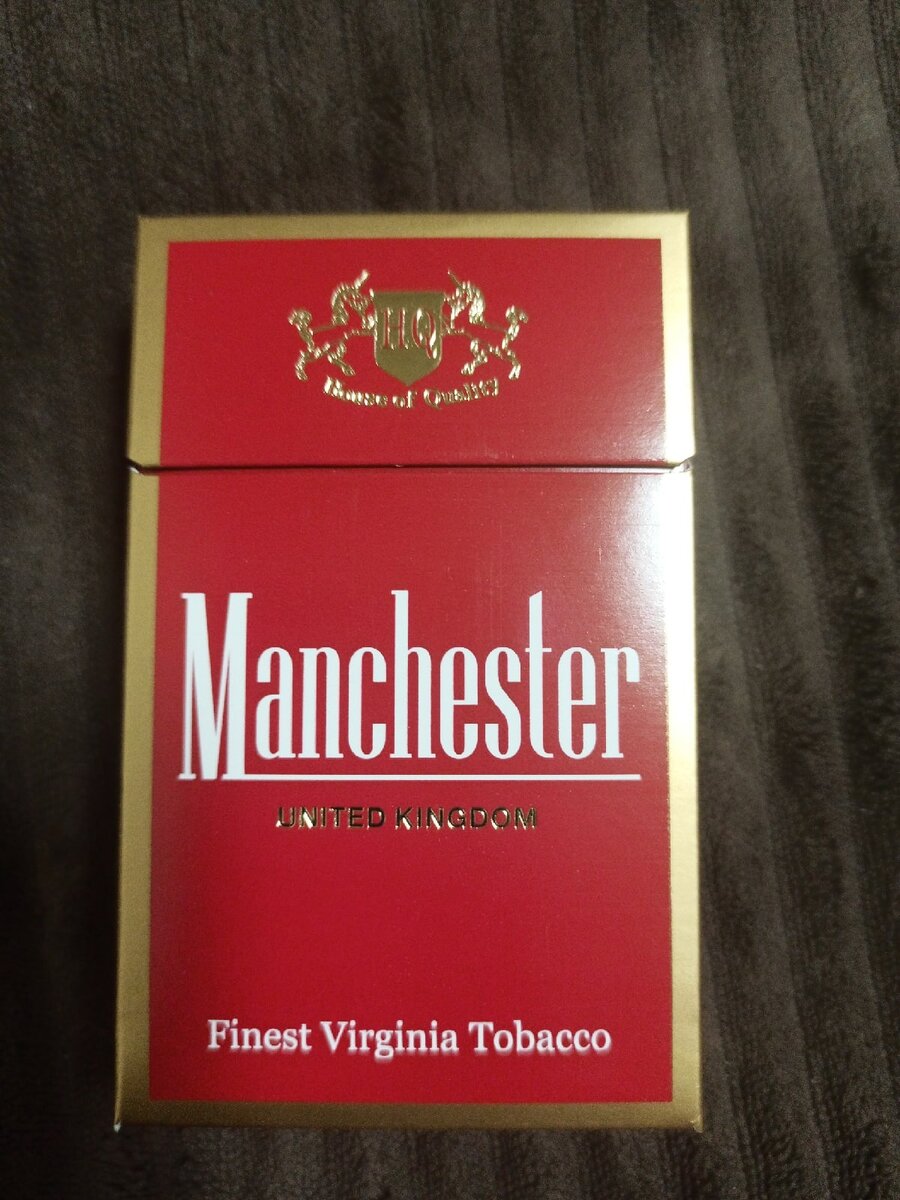 HQ
House of Quality
Manchester
UNITED KINGDOM
Finest Virginia Tobacco